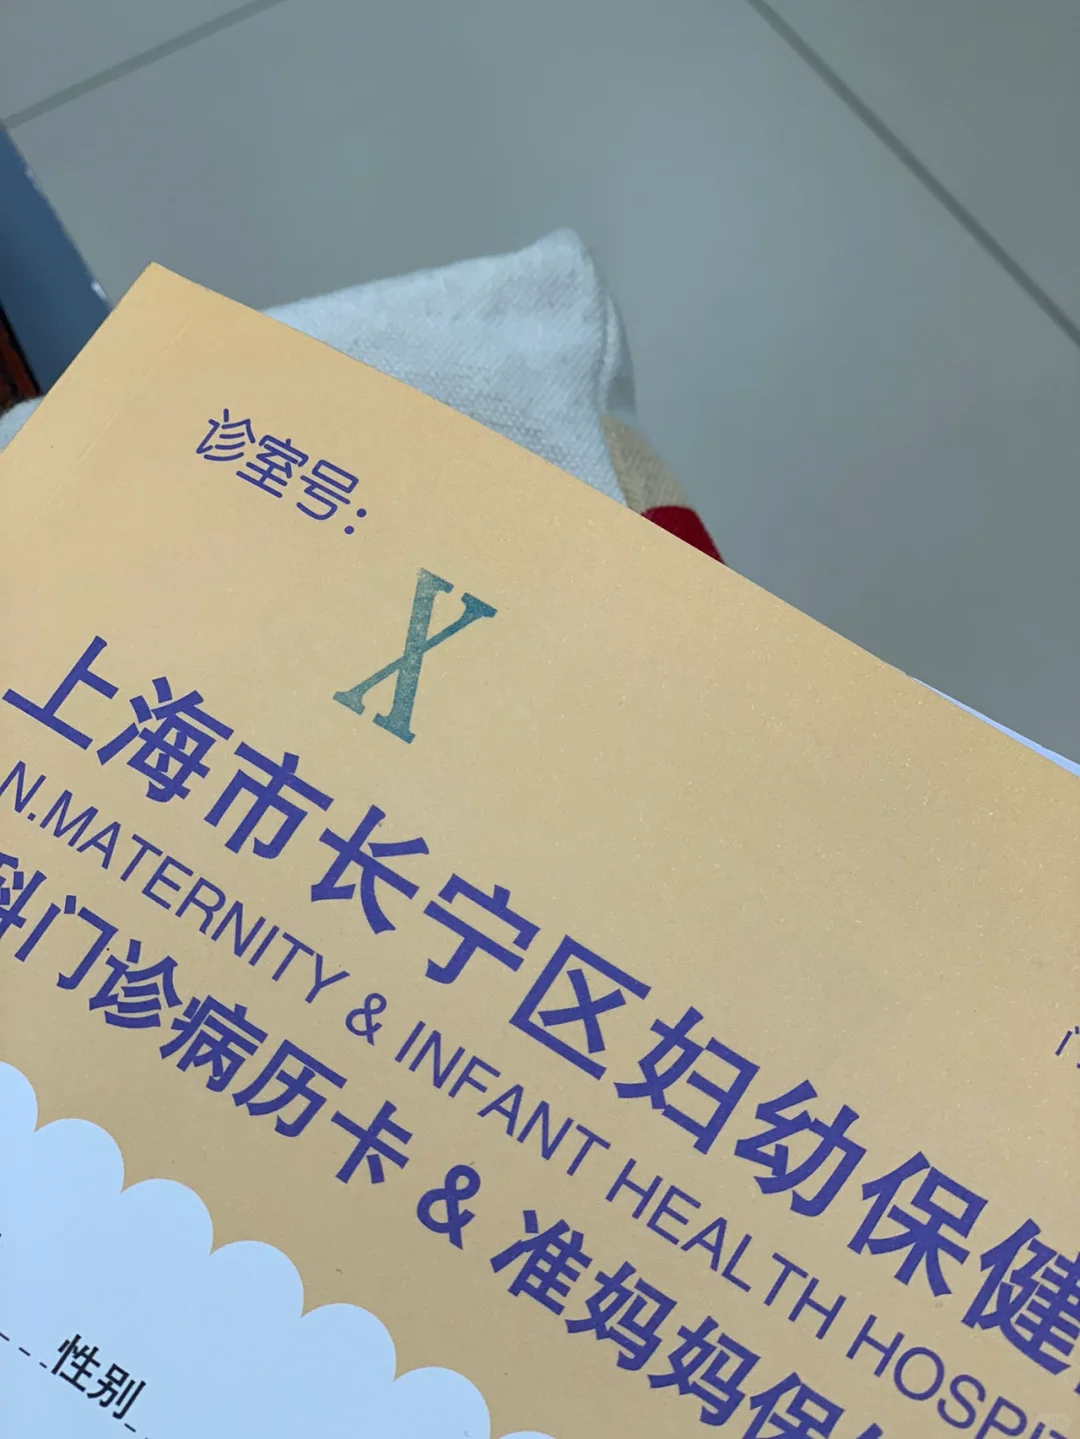 诊室号:
X
上海市长宁区妇幼保健
N.MATERNITY & INFANT HEALTH HOSPIT
科门诊病历卡 & 准妈妈保
性别